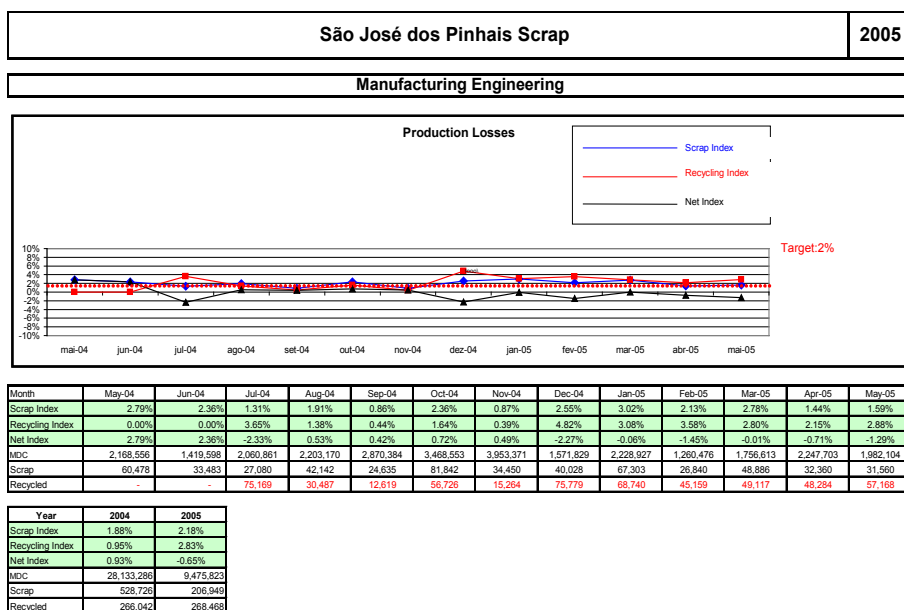 São José dos Pinhais Scrap 2005
Manufacturing Engineering
Production Losses
Scrap Index
Recycling Index
Net Index
Target:2%
10%
8%
6%
4%
2%
0%
-2%
-4%
-6%
-8%
-10%
mai-04 jun-04 jul-04 ago-04 set-04 out-04 nov-04 dez-04 jan-05 fev-05 mar-05 abr-05 mai-05
Month May-04 Jun-04 Jul-04 Aug-04 Sep-04 Oct-04 Nov-04 Dec-04 Jan-05 Feb-05 Mar-05 Apr-05 May-05
Scrap Index 2.79% 2.36% 1.31% 1.91% 0.86% 2.36% 0.87% 2.55% 3.02% 2.13% 2.78% 1.44% 1.59%
Recycling Index 0.00% 0.00% 3.65% 1.38% 0.44% 1.64% 0.39% 4.82% 3.08% 3.58% 2.80% 2.15% 2.88%
Net Index 2.79% 2.36% -2.33% 0.53% 0.42% 0.72% 0.49% -2.27% -0.06% -1.45% -0.01% -0.71% -1.29%
MDC 2,168,556 1,419,598 2,060,861 2,203,170 2,870,384 3,468,553 3,953,371 1,571,829 2,228,927 1,260,476 1,756,613 2,247,703 1,982,104
Scrap 60,478 33,483 27,080 42,142 24,635 81,842 34,450 40,028 67,303 26,840 48,886 32,360 31,560
Recycled - - 75,169 30,487 12,619 56,726 15,264 75,779 68,740 45,159 49,117 48,284 57,168
Year 2004 2005
Scrap Index 1.88% 2.18%
Recycling Index 0.95% 2.83%
Net Index 0.93% -0.65%
MDC 28,133,286 9,475,823
Scrap 528,726 206,949
Recycled 266,042 268,468